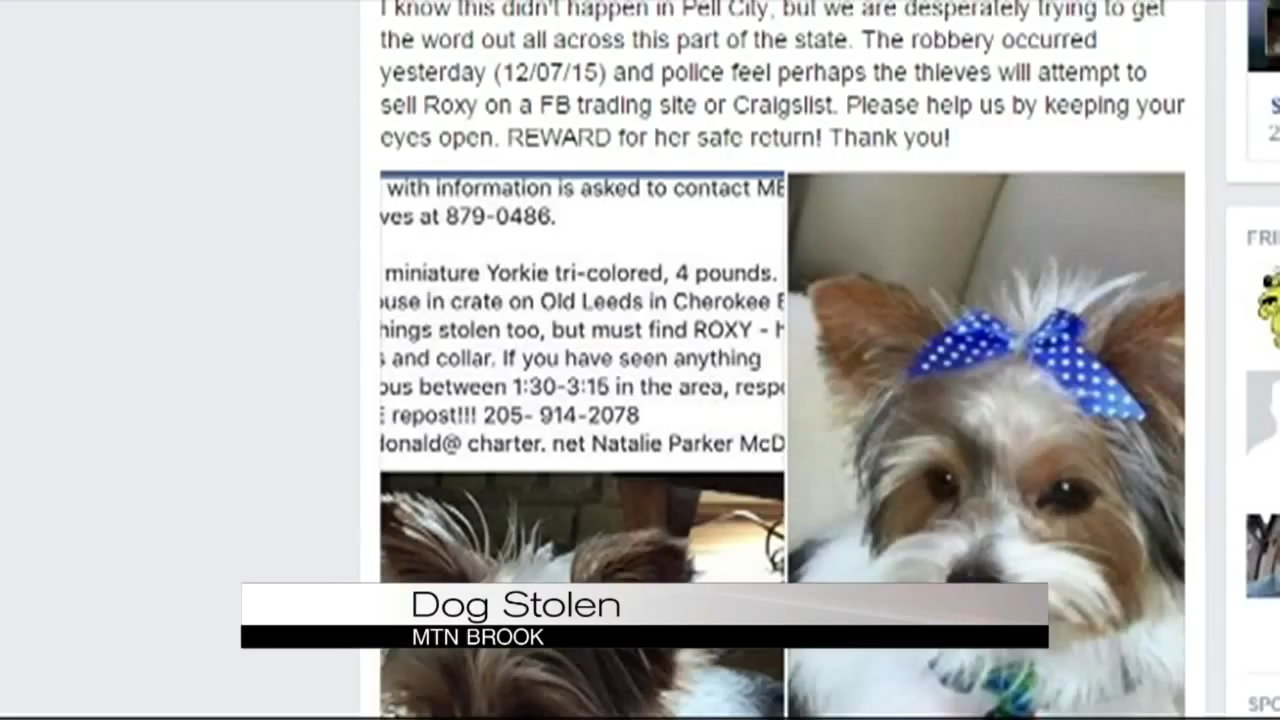 I know this didn't happen in Pell City, but we are desperately trying to get
the word out all across this part of the state. The robbery occurred
yesterday (12/07/15) and police feel perhaps the thieves will attempt to
sell Roxy on a FB trading site or Craigslist. Please help us by keeping your
eyes open. REWARD for her safe return! Thank you!
with information is asked to contact
ves at 879-0486.
miniature Yorkie tri-colored, 4 pounds.
use in crate on Old Leeds in Cherokee
hings stolen too, but must find ROXY - h
and collar. If you have seen anything
ous between 1:30-3:15 in the area, resp
repost!!! 205- 914-2078
donald@ charter. net Natalie Parker McD
Dog Stolen
MTN BROOK
FRI
SPO